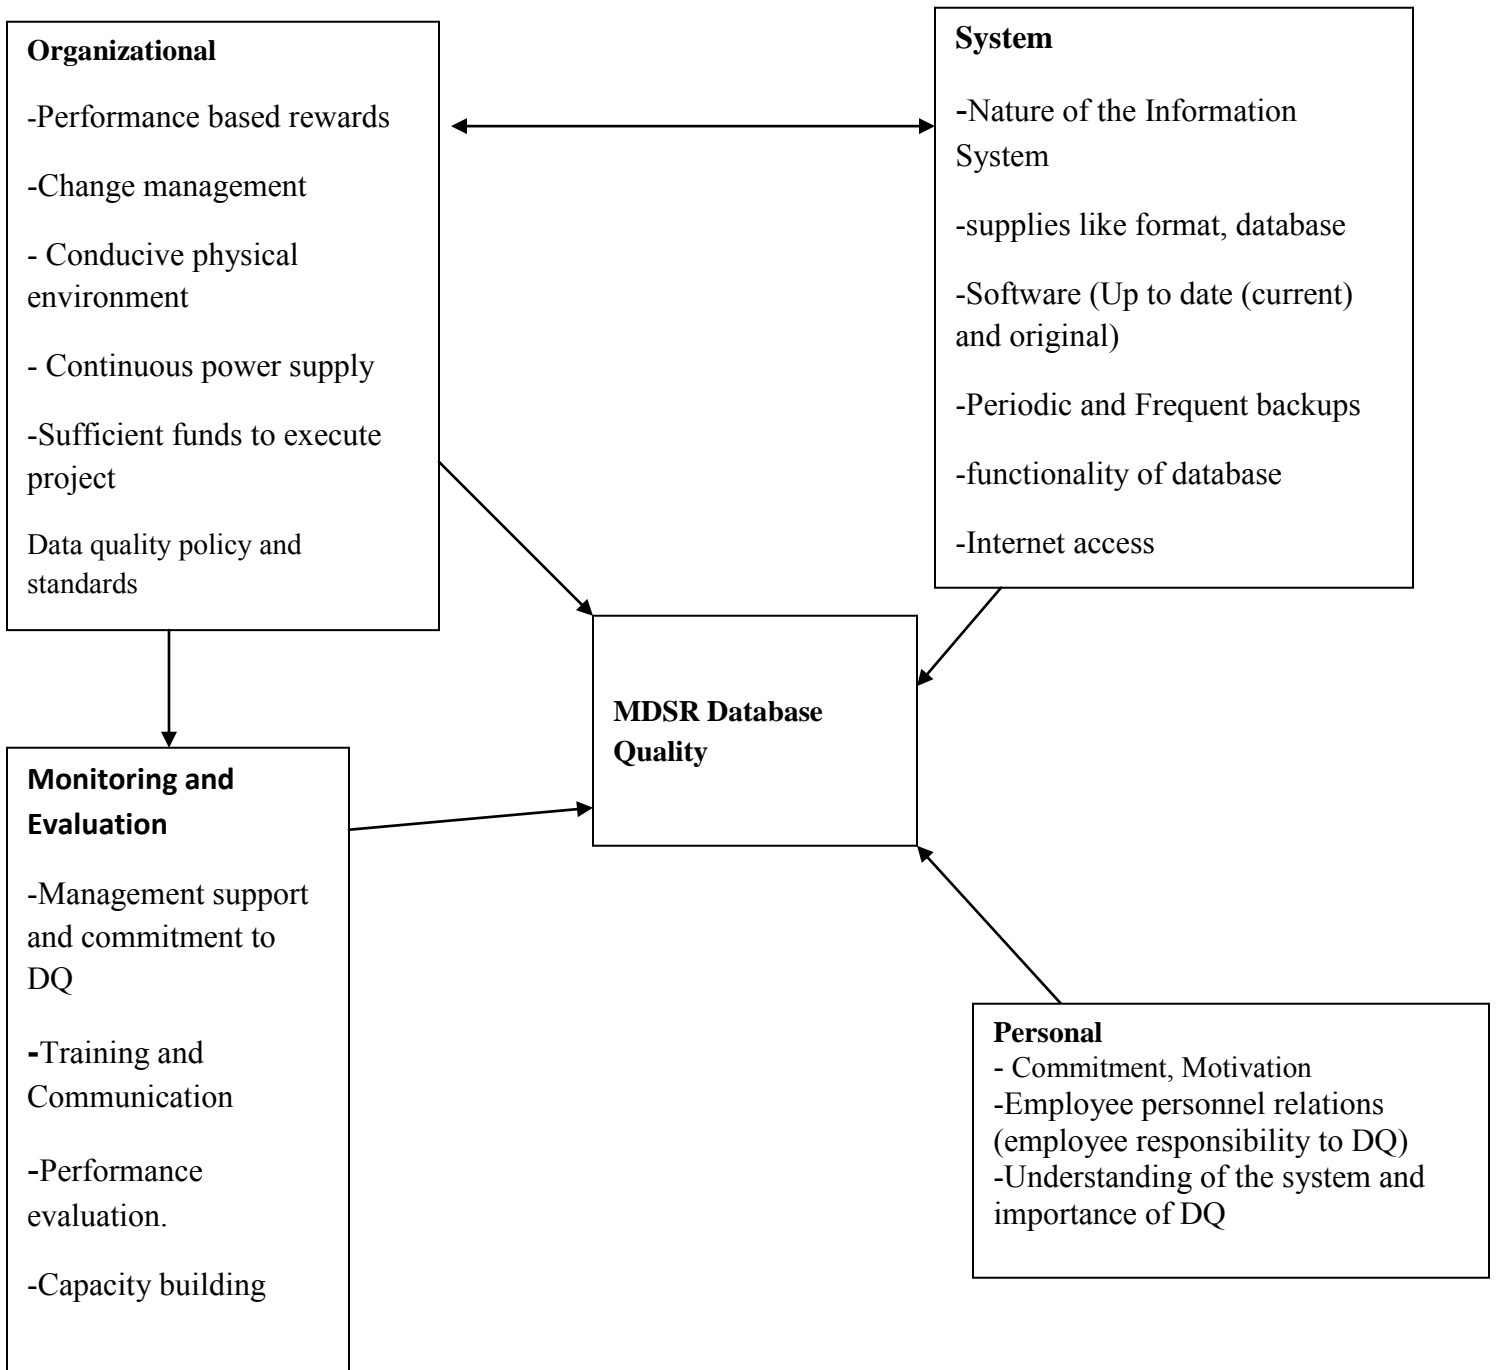 Organizational
-Performance based rewards
-Change management
- Conducive physical
environment
- Continuous power supply
-Sufficient funds to execute
project
Data quality policy and
standards
System
-Nature of the Information
System
-supplies like format, database
-Software (Up to date (current)
and original)
-Periodic and Frequent backups
-functionality of database
-Internet access
MDSR Database
Quality
Monitoring and
Evaluation
-Management support
and commitment to
DQ
-Training and
Communication
-Performance
evaluation.
-Capacity building
Personal
- Commitment, Motivation
-Employee personnel relations
(employee responsibility to DQ)
-Understanding of the system and
importance of DQ